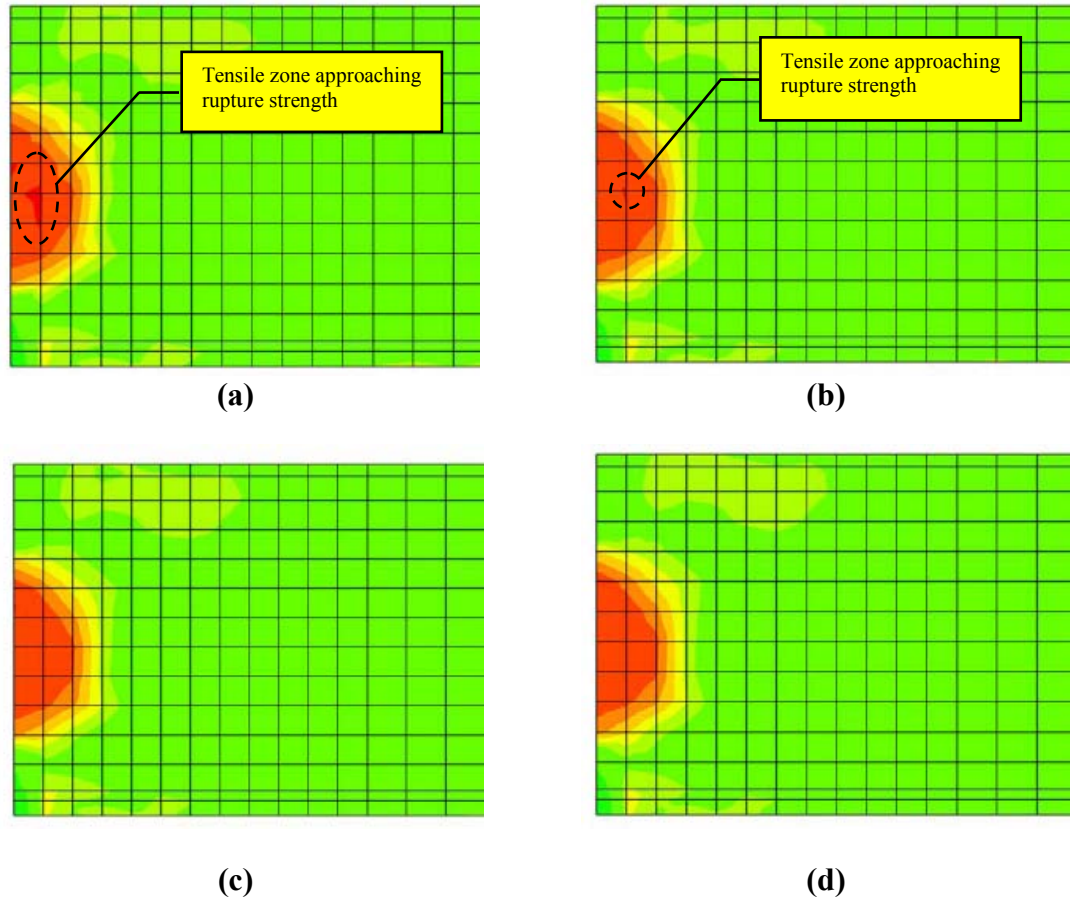 Tensile zone approaching
rupture strength
Tensile zone approaching
rupture strength
(a)
(b)
(c)
(d)